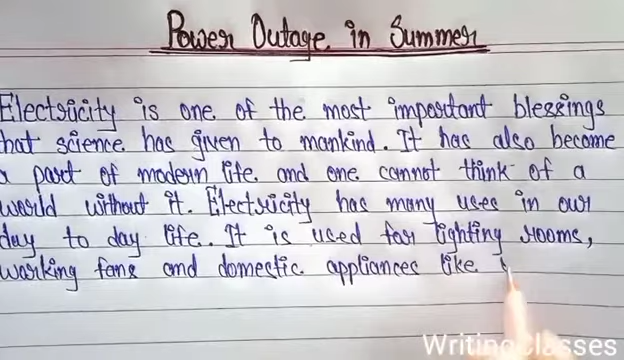 Power Outage in Summer
Electricity is one of the most important blessings
that science has given to mankind. It has also become
a part of modern life and one cannot think of a
world without it. Electricity has many uses in our
day to day life. It is used for lighting rooms,
working fans and domestic appliances like
WritingClasses